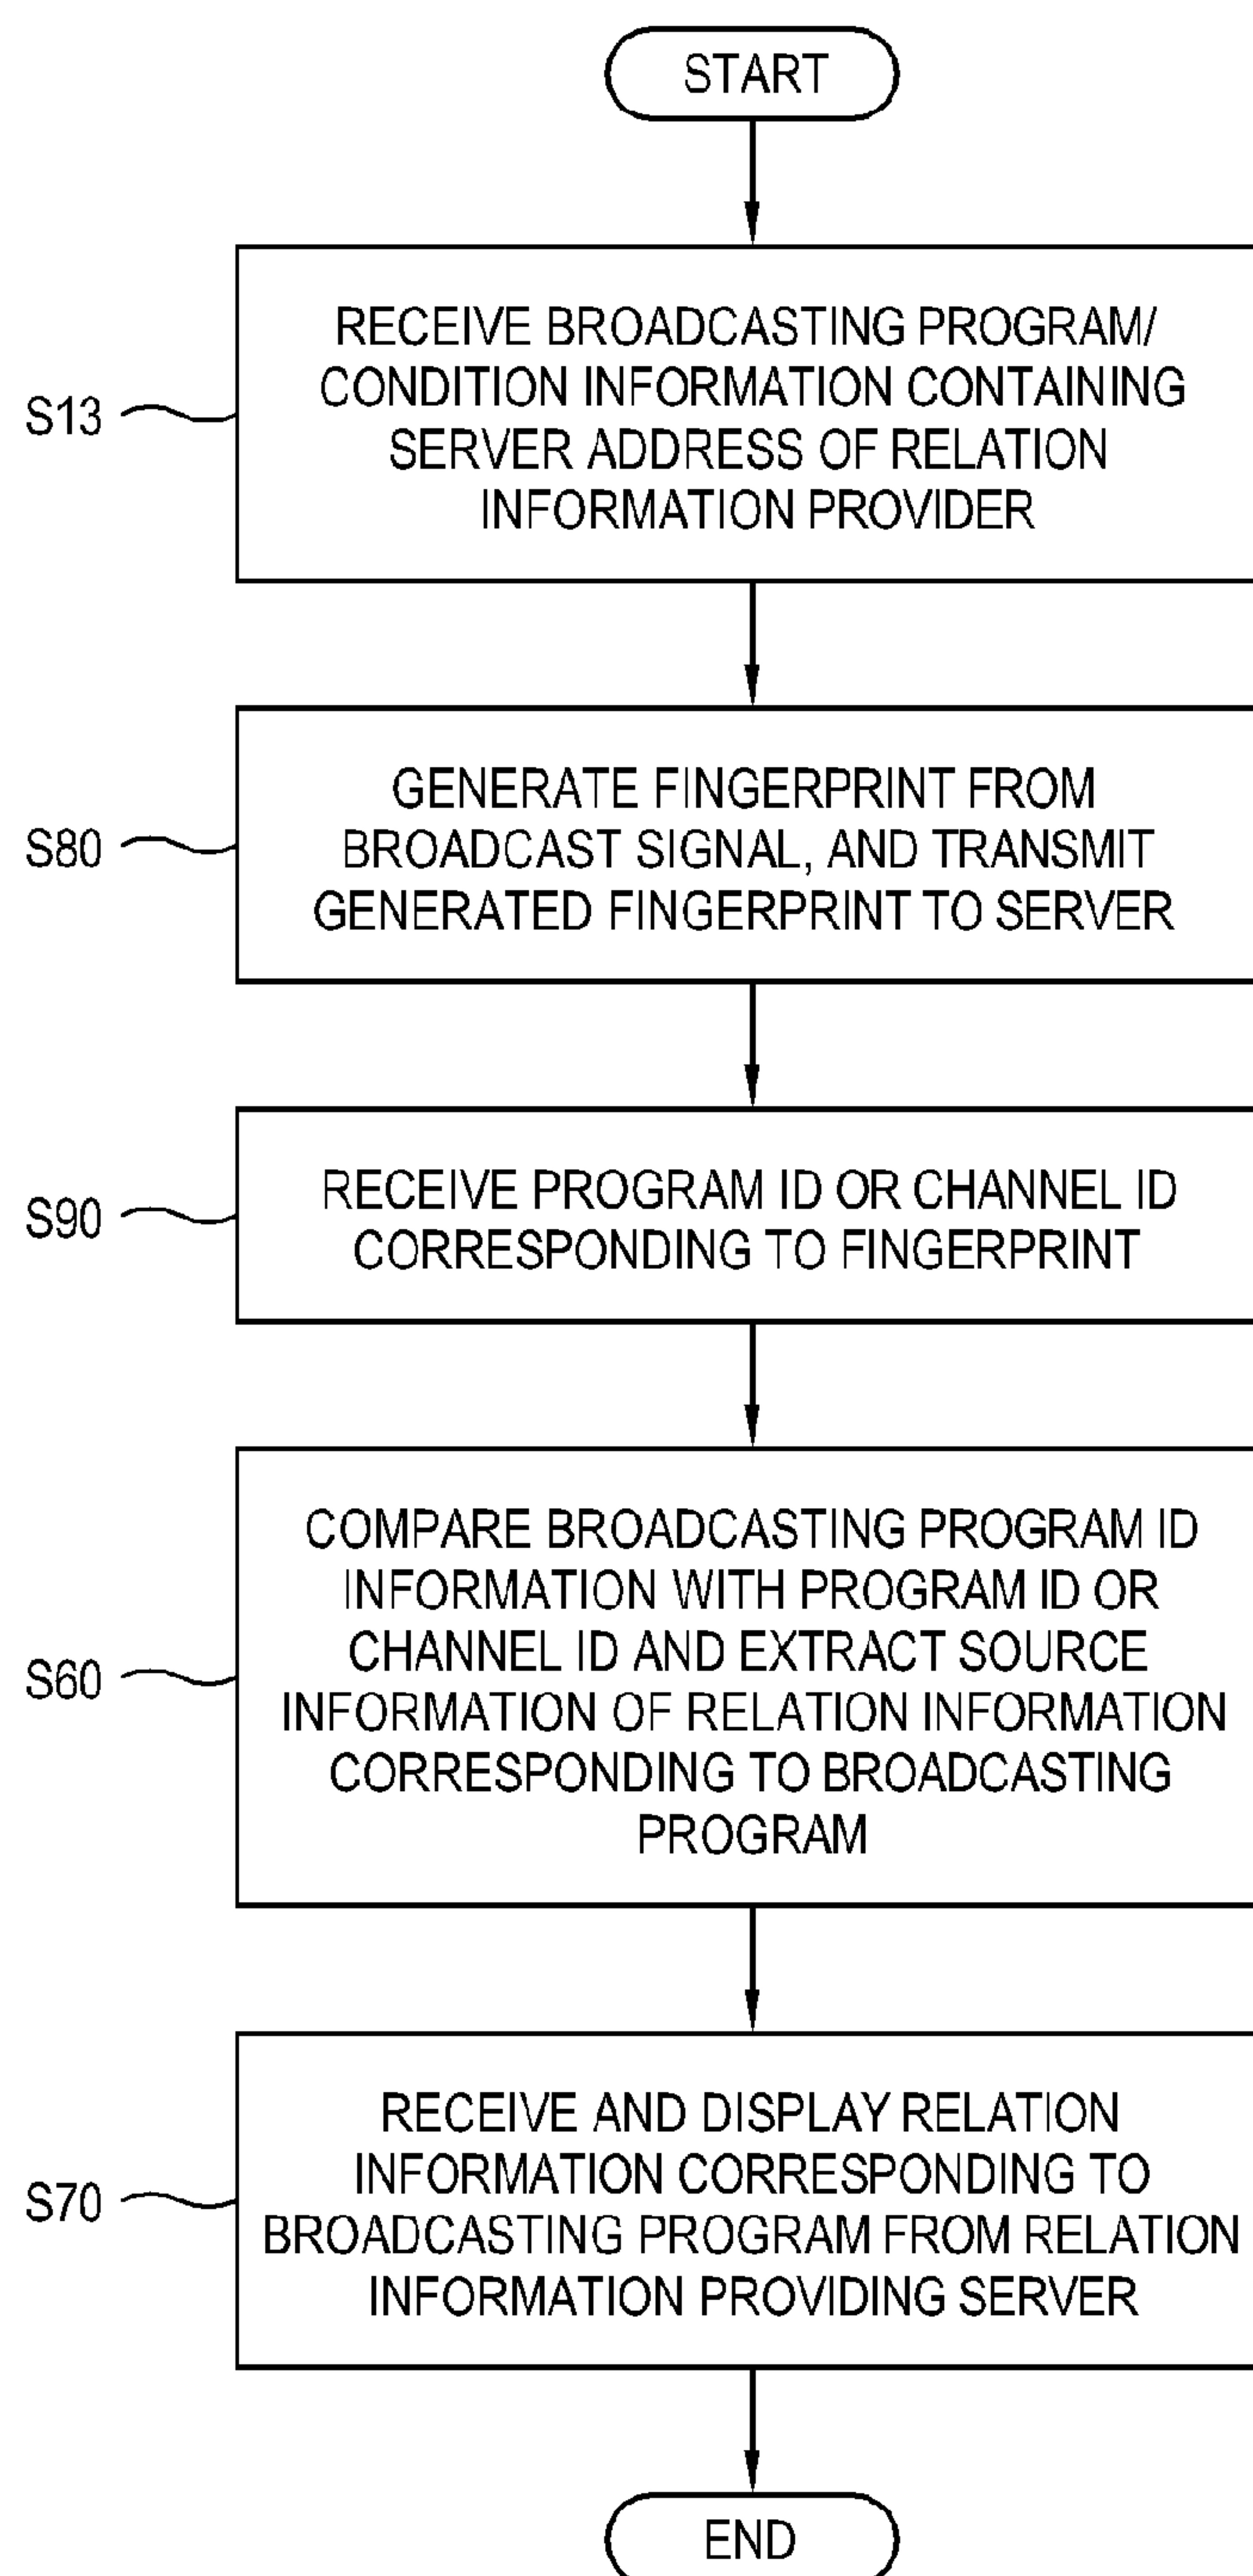 START
S13
RECEIVE BROADCASTING PROGRAM/
CONDITION INFORMATION CONTAINING
SERVER ADDRESS OF RELATION
INFORMATION PROVIDER
S80
GENERATE FINGERPRINT FROM
BROADCAST SIGNAL, AND TRANSMIT
GENERATED FINGERPRINT TO SERVER
S90
RECEIVE PROGRAM ID OR CHANNEL ID
CORRESPONDING TO FINGERPRINT
S60
COMPARE BROADCASTING PROGRAM ID
INFORMATION WITH PROGRAM ID OR
CHANNEL ID AND EXTRACT SOURCE
INFORMATION OF RELATION INFORMATION
CORRESPONDING TO BROADCASTING
PROGRAM
S70
RECEIVE AND DISPLAY RELATION
INFORMATION CORRESPONDING TO
BROADCASTING PROGRAM FROM RELATION
INFORMATION PROVIDING SERVER
END